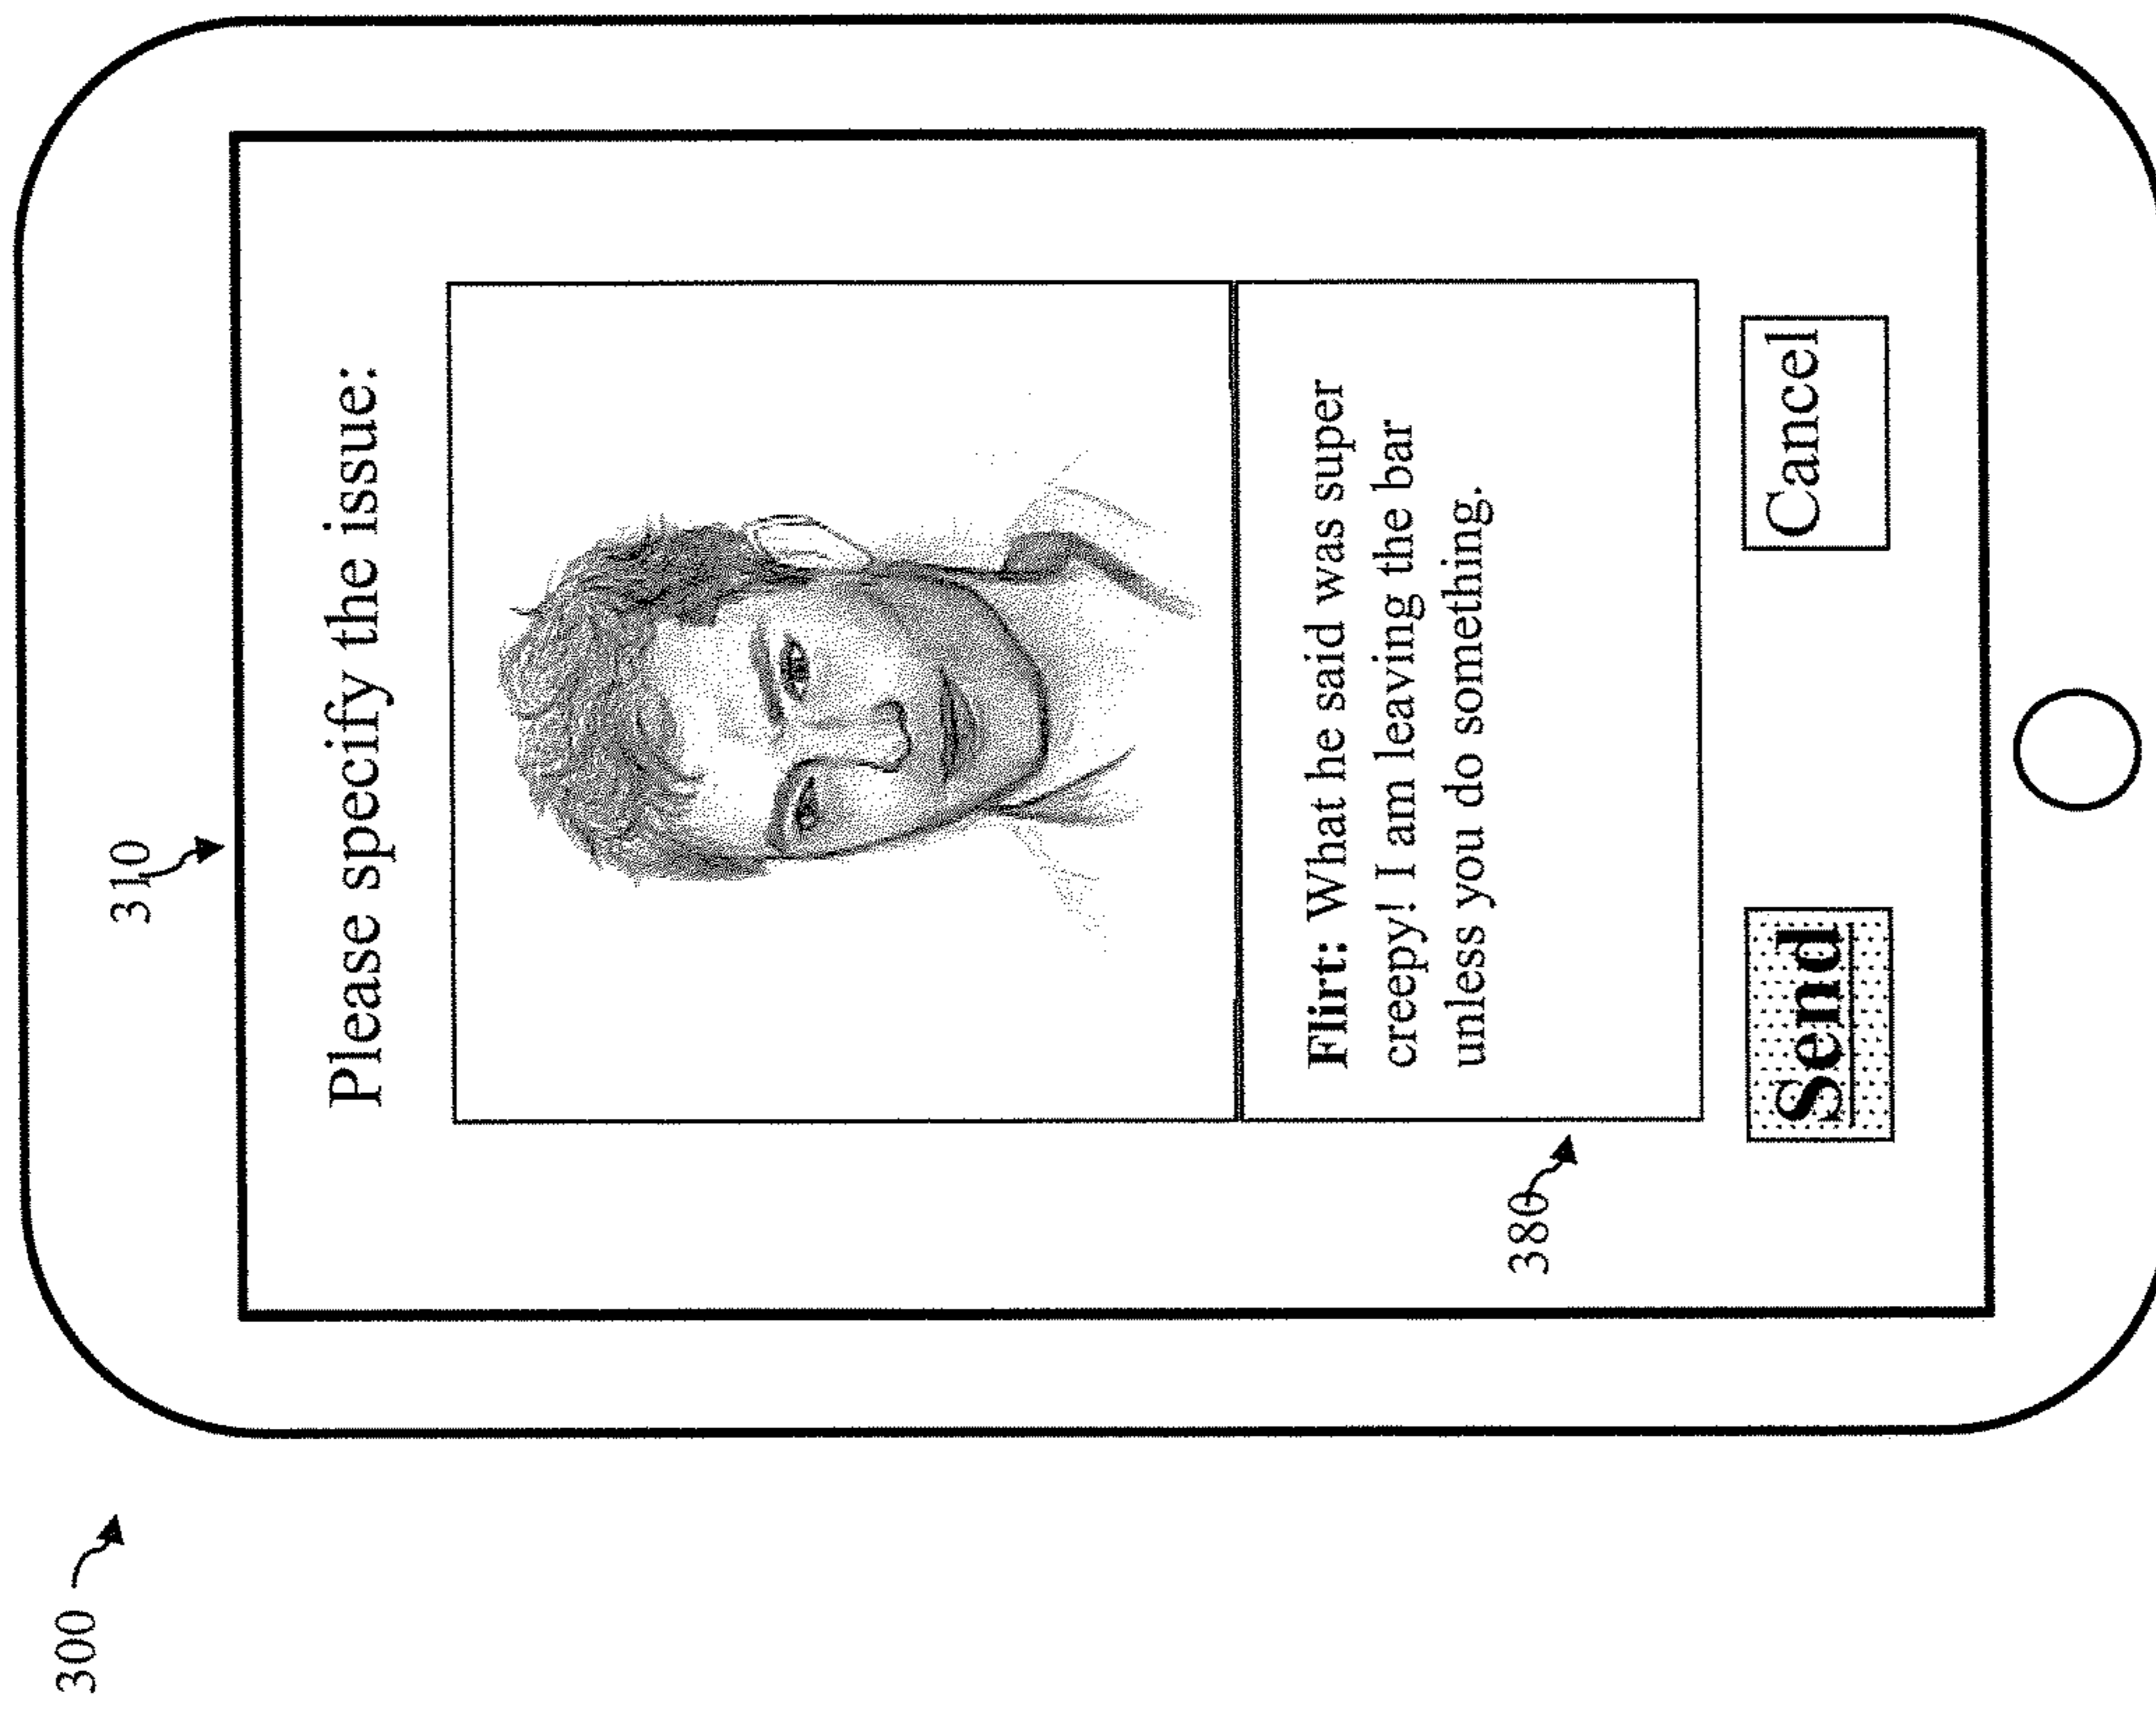 300
310
Please specify the issue:
Flirt: What he said was super
creepy! I am leaving the bar
unless you do something.
380
Send
Cancel